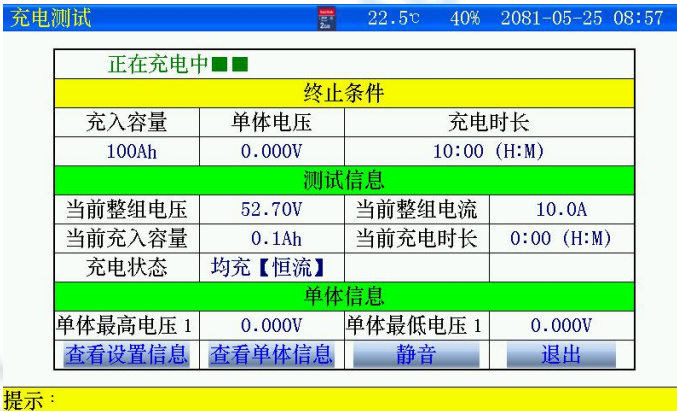 充电测试 22.5℃ 40% 2081-05-25 08:57
正在充电中■■
终止条件
充入容量 单体电压 充电时长
100Ah 0.000V 10:00 (H:M)
测试信息
当前整组电压 52.70V 当前整组电流 10.0A
当前充入容量 0.1Ah 当前充电时长 0:00 (H:M)
充电状态 均充【恒流】
单体信息
单体最高电压 1 0.000V 单体最低电压 1 0.000V
查看设置信息 查看单体信息 静音 退出
提示: